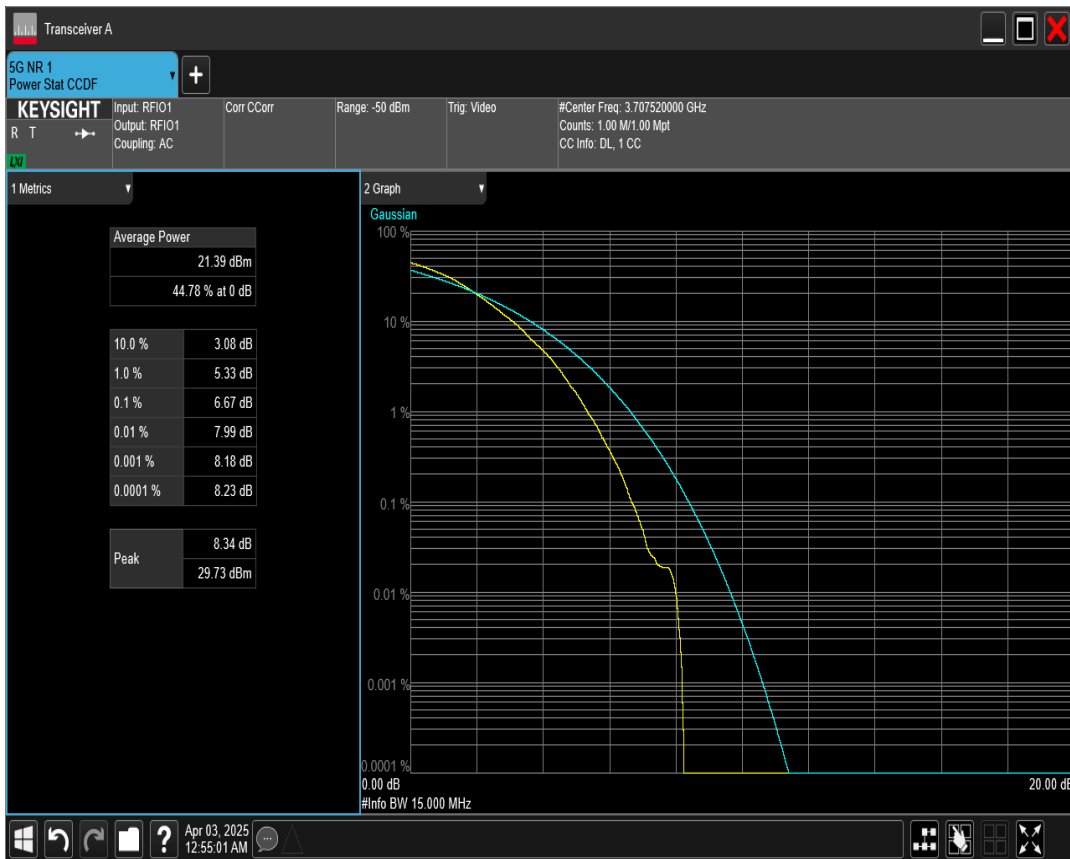 Transceiver A
5G NR 1
Power Stat CCDF
+
KEYSIGHT
R T
LXI
Input: RFIO1
Output: RFIO1
Coupling: AC
Corr CCorr
Range: -50 dBm
Trig: Video
#Center Freq: 3.707520000 GHz
Counts: 1.00 M/1.00 Mpt
CC Info: DL, 1 CC
1 Metrics
Average Power
21.39 dBm
44.78 % at 0 dB
10.0 % 3.08 dB
1.0 % 5.33 dB
0.1 % 6.67 dB
0.01 % 7.99 dB
0.001 % 8.18 dB
0.0001 % 8.23 dB
Peak
8.34 dB
29.73 dBm
2 Graph
Gaussian
100 %
10 %
1 %
0.1 %
0.01 %
0.001 %
0.0001 %
0.00 dB 20.00 dB
#Info BW 15.000 MHz
?
Apr 03, 2025
12:55:01 AM